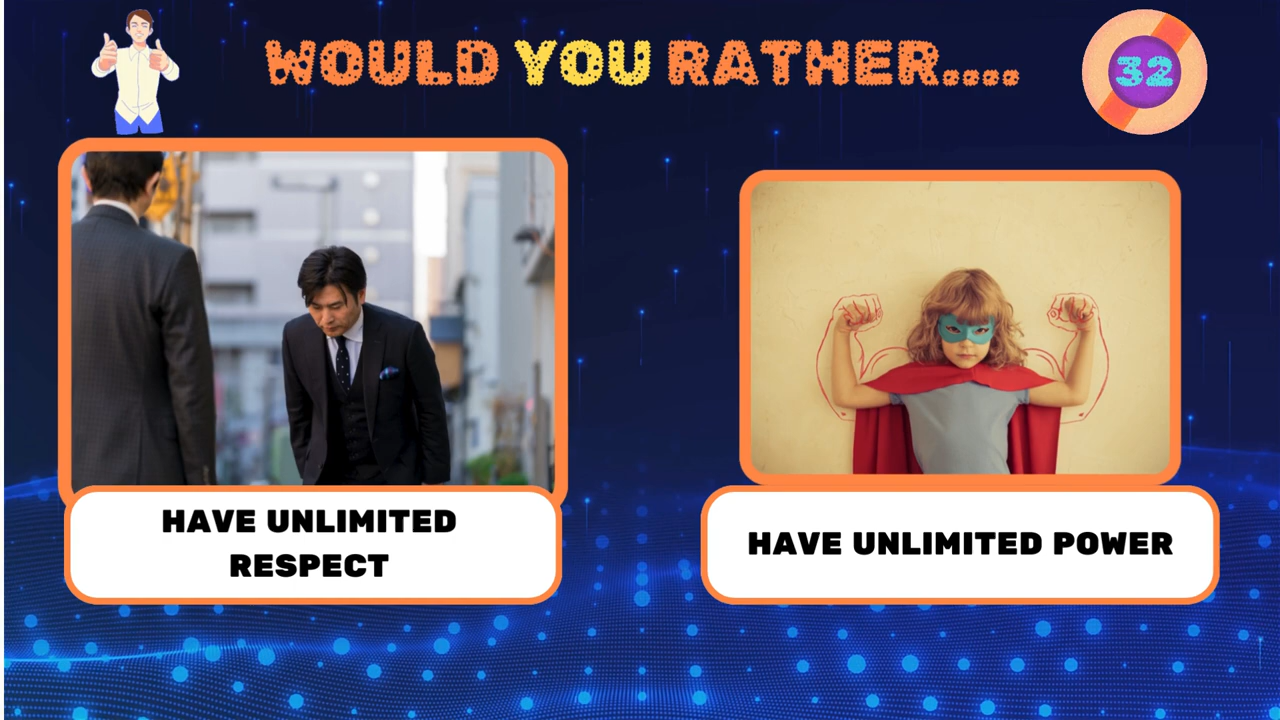 WOULD YOU RATHER....
32
HAVE UNLIMITED
RESPECT
HAVE UNLIMITED POWER